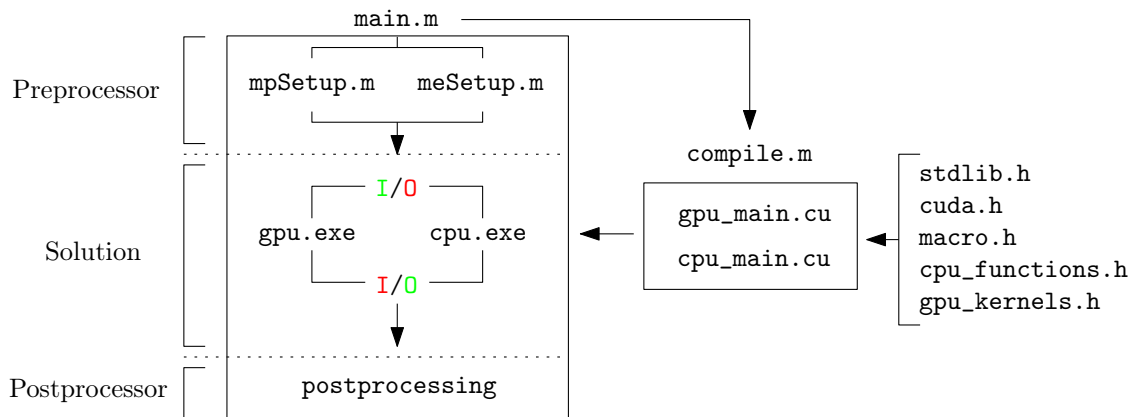 main.m
Preprocessor
mpSetup.m meSetup.m
compile.m
I/O
Solution
gpu.exe cpu.exe
I/O
gpu_main.cu
cpu_main.cu
stdlib.h
cuda.h
macro.h
cpu_functions.h
gpu_kernels.h
Postprocessor
postprocessing